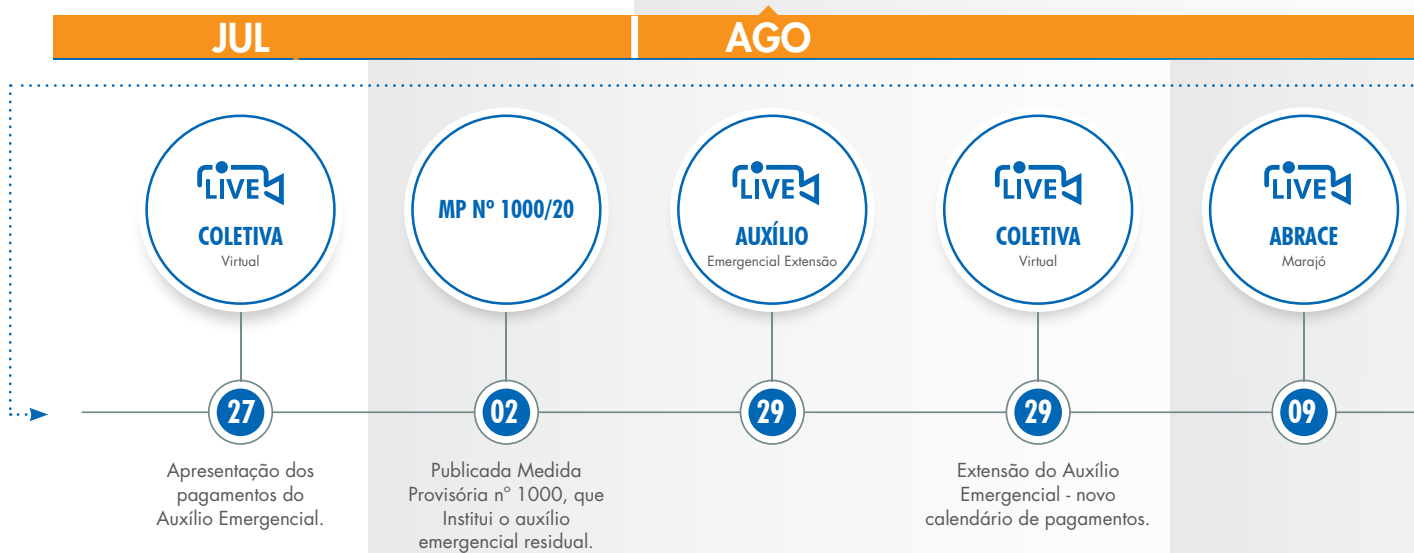 JUL
AGO
LIVE
COLETIVA
Virtual
MP Nº 1000/20
LIVE
AUXÍLIO
Emergencial Extensão
LIVE
COLETIVA
Virtual
LIVE
ABRACE
Marajó
27
02
29
29
09
Apresentação dos
pagamentos do
Auxílio Emergencial.
Publicada Medida
Provisória nº 1000, que
Institui o auxílio
emergencial residual.
Extensão do Auxílio
Emergencial - novo
calendário de pagamentos.